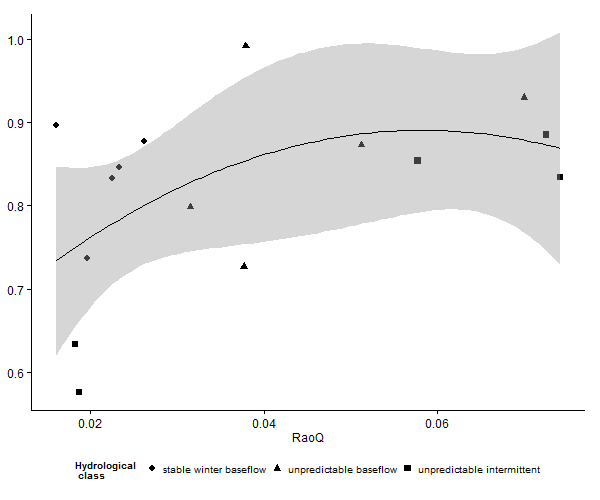 1.0
0.9
0.8
0.7
0.6
0.02 0.04 0.06
RaoQ
Hydrological
class
stable winter baseflow unpredictable baseflow unpredictable intermittent